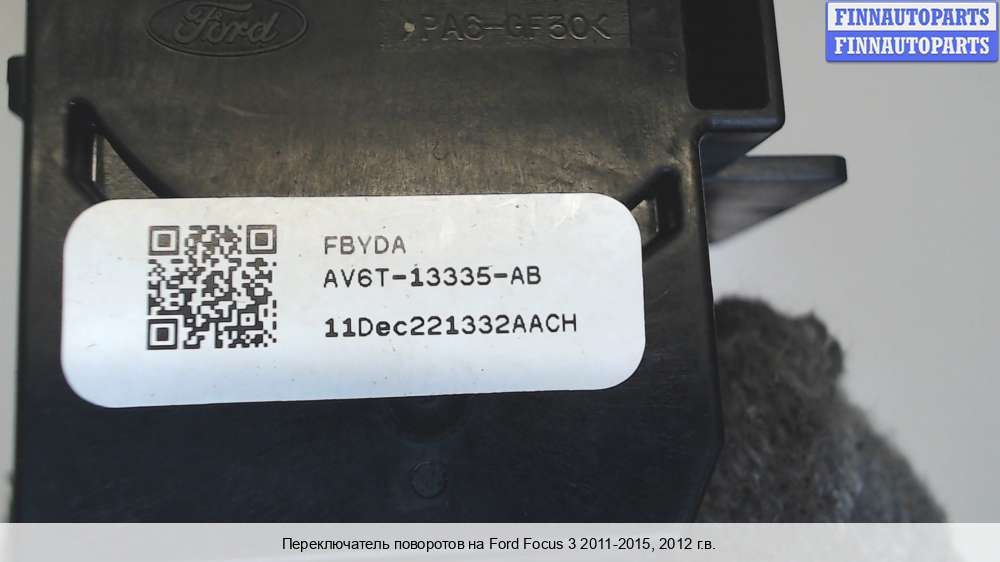 Ford
>PA6-GF30<
FINNAUTOPARTS
FINNAUTOPARTS
FBYDA
AV6T-13335-AB
11Dec221332AACH
Переключатель поворотов на Ford Focus 3 2011-2015, 2012 г.в.